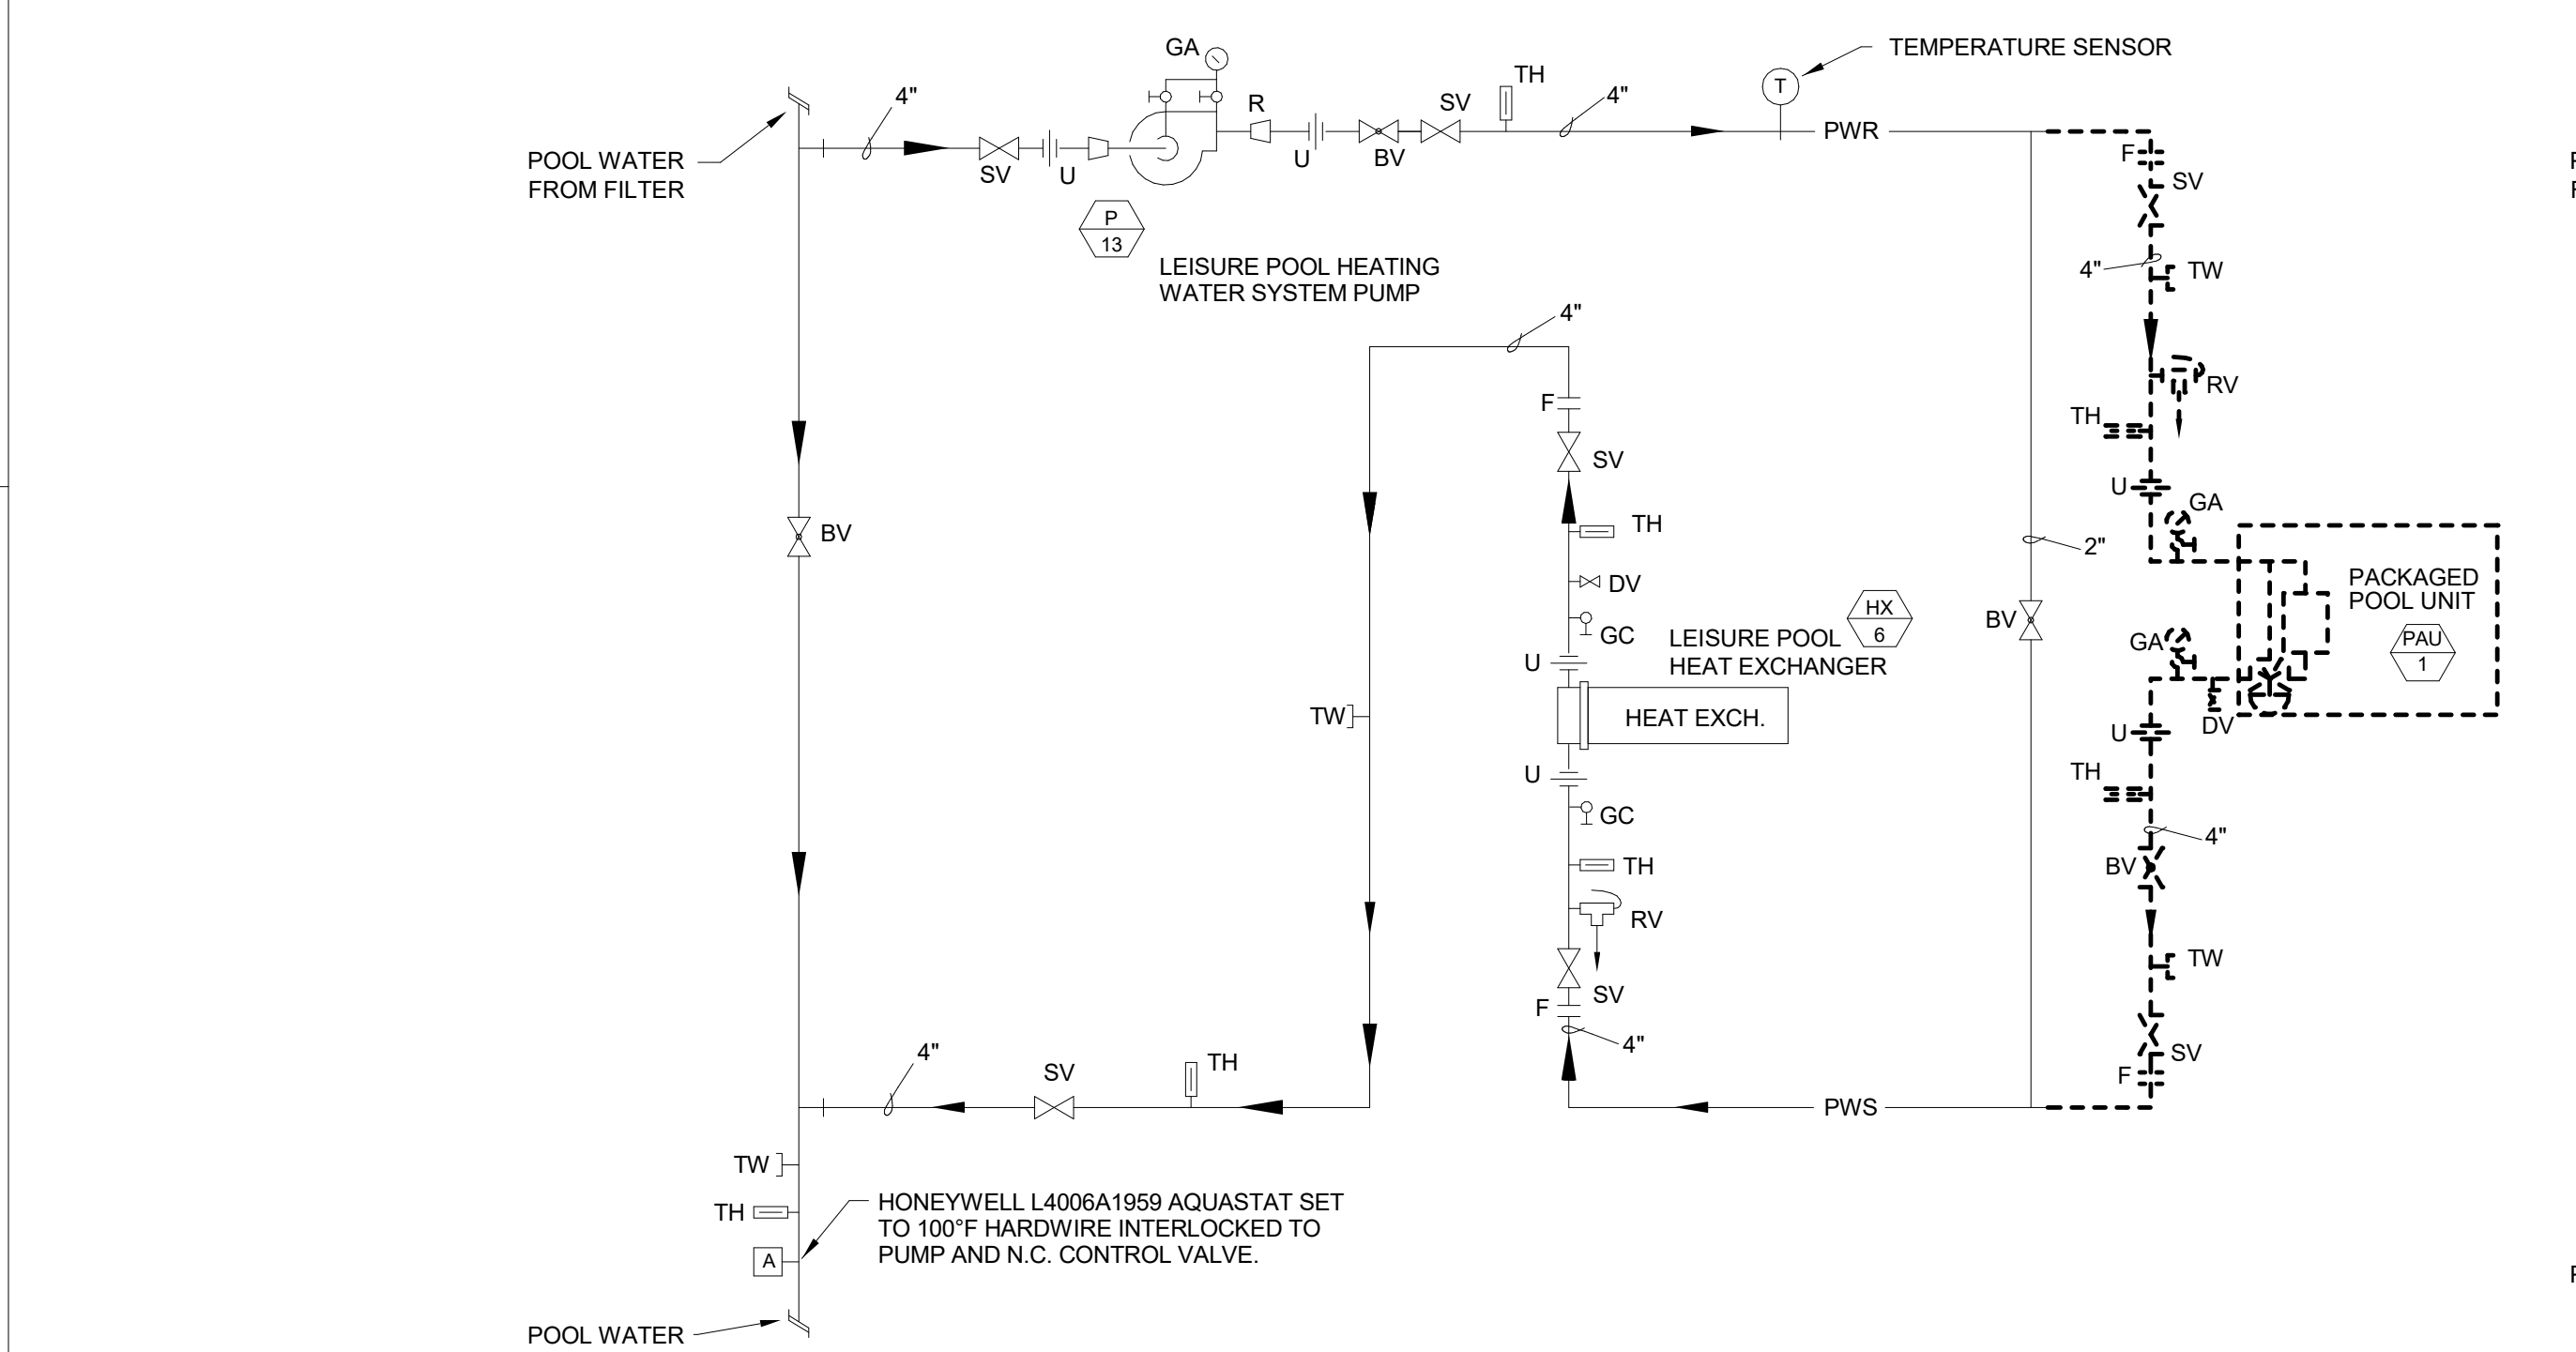 GA
TH
TEMPERATURE SENSOR
4"
R
SV
4"
T
PWR
POOL WATER
FROM FILTER
SV
U
U
BV
F
SV
P
13
LEISURE POOL HEATING
WATER SYSTEM PUMP
4"
TW
4"
RV
F
TH
SV
U
GA
TH
BV
2"
DV
PACKAGED
POOL UNIT
PAU
1
HX
6
GC
LEISURE POOL
HEAT EXCHANGER
BV
GA
U
TW
HEAT EXCH.
DV
U
U
TH
GC
4"
TH
BV
RV
TW
SV
F
4"
SV
F
4"
SV
TH
PWS
TW
TH
HONEYWELL L4006A1959 AQUASTAT SET
TO 100°F HARDWIRE INTERLOCKED TO
PUMP AND N.C. CONTROL VALVE.
A
POOL WATER